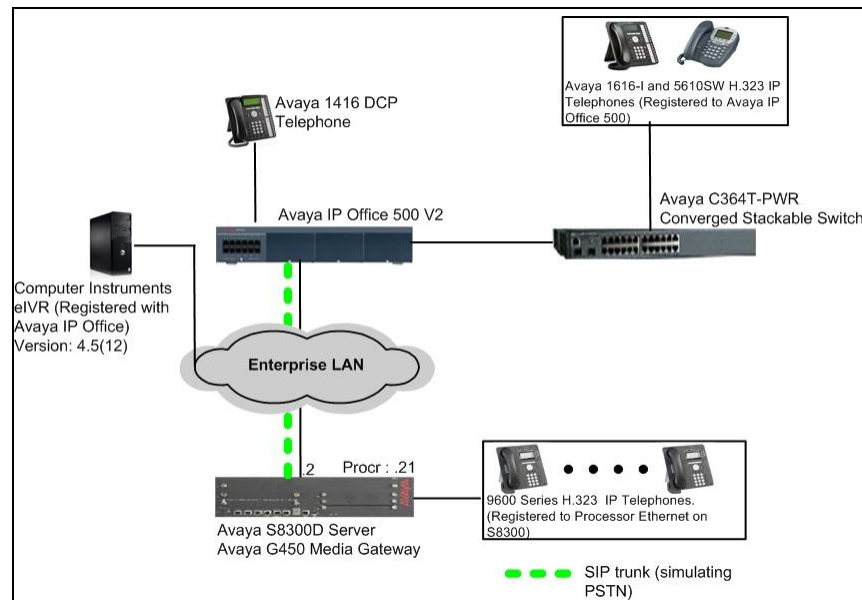 Avaya 1616-I and 5610SW H.323 IP
Telephones (Registered to Avaya IP
Office 500)
Avaya 1416 DCP
Telephone
Avaya IP Office 500 V2
Avaya C364T-PWR
Converged Stackable Switch
Computer Instruments
eIVR (Registered with
Avaya IP Office)
Version: 4.5(12)
Enterprise LAN
.2
Procr : .21
9600 Series H.323 IP Telephones.
(Registered to Processor Ethernet on
S8300)
Avaya S8300D Server
Avaya G450 Media Gateway
SIP trunk (simulating
PSTN)